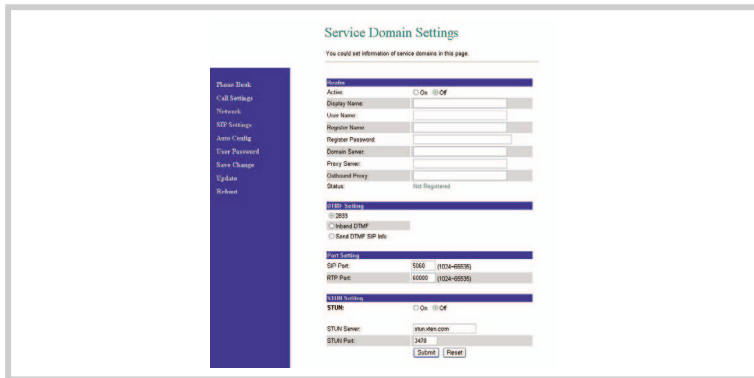 Service Domain Settings
You could set information of service domains in this page.
Phone Book
Call Settings
Network
SIP Settings
Auto Config
User Password
Save Change
Update
Reboot
Realm
Active: On Off
Display Name:
User Name:
Register Name:
Register Password:
Domain Server:
Proxy Server:
Outbound Proxy:
Status: Not Registered
DTMF Setting
2833
Inband DTMF
Send DTMF SIP Info
Port Setting
SIP Port: 5060 (1024~65535)
RTP Port: 60000 (1024~65535)
STUN Setting
STUN: On Off
STUN Server: stun.xten.com
STUN Port: 3478
Submit Reset